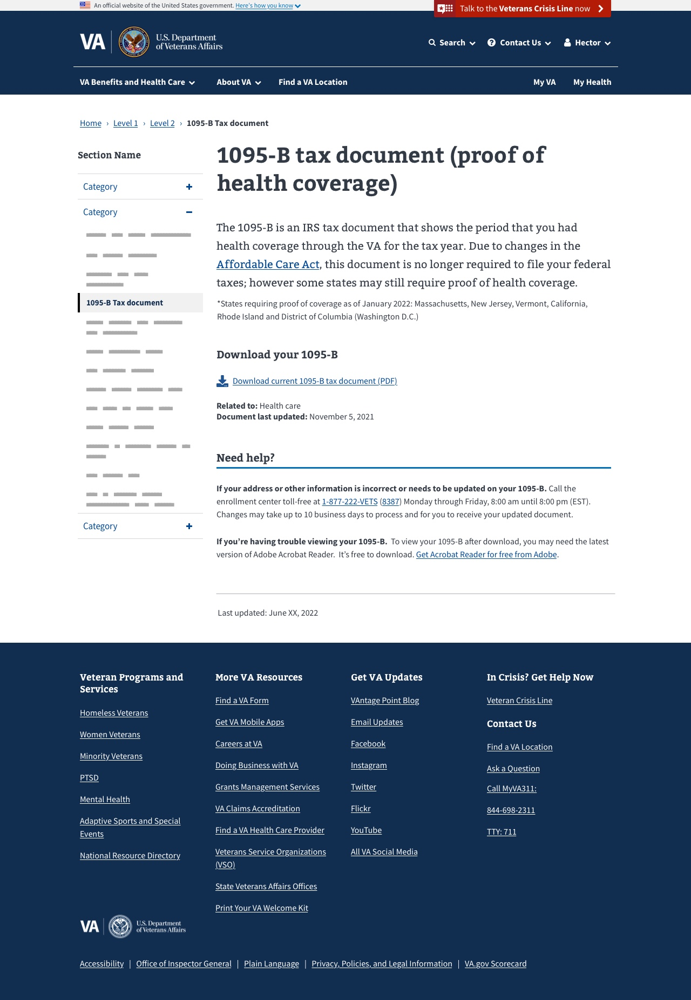 An official website of the United States government. Here's how you know
Talk to the Veterans Crisis Line now
VA
U.S. Department
of Veterans Affairs
Search
Contact Us
Hector
VA Benefits and Health Care
About VA
Find a VA Location
My VA
My Health
Home › Level 1 › Level 2 › 1095-B Tax document
Section Name
Category
Category
1095-B Tax document
Category
1095-B tax document (proof of
health coverage)
The 1095-B is an IRS tax document that shows the period that you had
health coverage through the VA for the tax year. Due to changes in the
Affordable Care Act, this document is no longer required to file your federal
taxes; however some states may still require proof of health coverage.
*States requiring proof of coverage as of January 2022: Massachusetts, New Jersey, Vermont, California,
Rhode Island and District of Columbia (Washington D.C.)
Download your 1095-B
Download current 1095-B tax document (PDF)
Related to: Health care
Document last updated: November 5, 2021
Need help?
If your address or other information is incorrect or needs to be updated on your 1095-B. Call the
enrollment center toll-free at 1-877-222-VETS (8387) Monday through Friday, 8:00 am until 8:00 pm (EST).
Changes may take up to 10 business days to process and for you to receive your updated document.
If you’re having trouble viewing your 1095-B.  To view your 1095-B after download, you may need the latest
version of Adobe Acrobat Reader.  It’s free to download. Get Acrobat Reader for free from Adobe.
Last updated: June XX, 2022
Veteran Programs and
Services
Homeless Veterans
Women Veterans
Minority Veterans
PTSD
Mental Health
Adaptive Sports and Special
Events
National Resource Directory
More VA Resources
Find a VA Form
Get VA Mobile Apps
Careers at VA
Doing Business with VA
Grants Management Services
VA Claims Accreditation
Find a VA Health Care Provider
Veterans Service Organizations
(VSO)
State Veterans Affairs Offices
Print Your VA Welcome Kit
Get VA Updates
VAntage Point Blog
Email Updates
Facebook
Instagram
Twitter
Flickr
YouTube
All VA Social Media
In Crisis? Get Help Now
Veteran Crisis Line
Contact Us
Find a VA Location
Ask a Question
Call MyVA311:
844-698-2311
TTY: 711
VA
U.S. Department
of Veterans Affairs
Accessibility | Office of Inspector General | Plain Language | Privacy, Policies, and Legal Information | VA.gov Scorecard